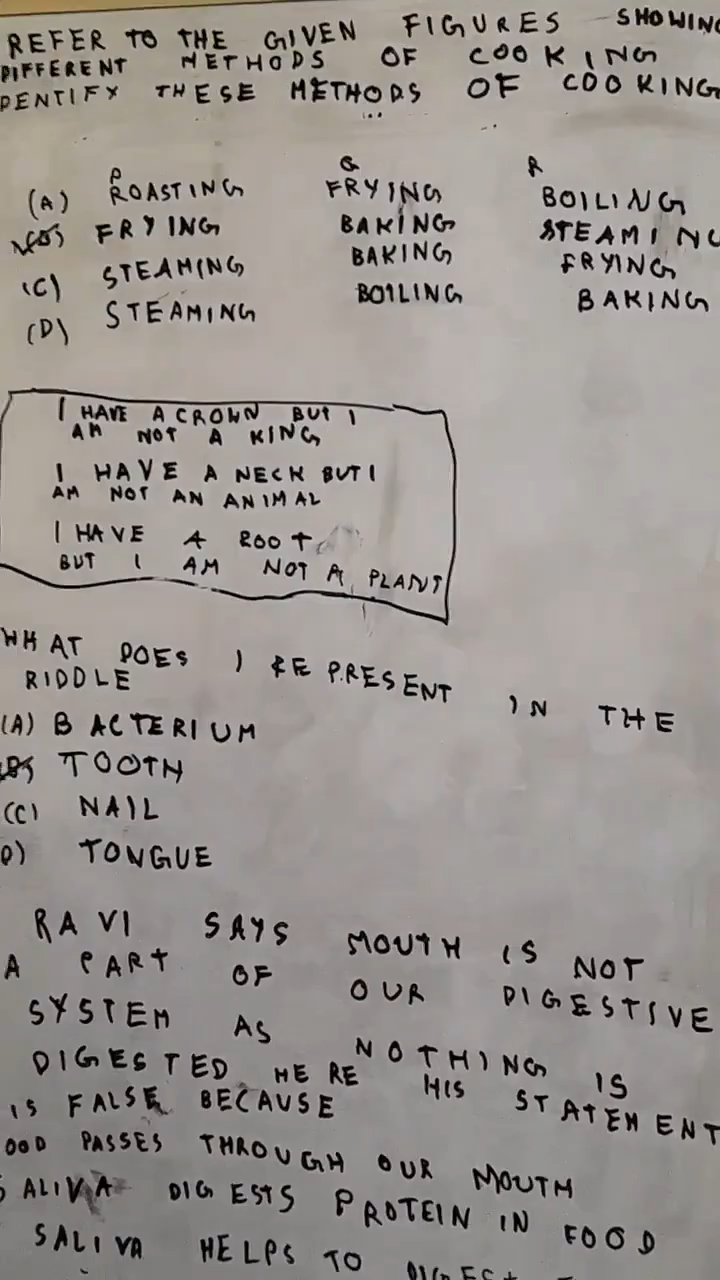 REFER TO THE GIVEN FIGURES SHOWING
DIFFERENT METHODS OF COOKING
DENTIFY THESE METHODS OF COOKING
P Q R
(A) ROASTING FRYING BOILING
(B) FRYING BAKING STEAMING
(C) STEAMING BAKING FRYING
(D) STEAMING BOILING BAKING
I HAVE A CROWN BUT I
AM NOT A KING
I HAVE A NECK BUT I
AM NOT AN ANIMAL
I HAVE A ROOT
BUT I AM NOT A PLANT
WHAT DOES I REPRESENT IN THE
RIDDLE
(A) BACTERIUM
(B) TOOTH
(C) NAIL
D) TONGUE
RAVI SAYS MOUTH IS NOT
A PART OF OUR DIGESTIVE
SYSTEM AS NOTHING IS
DIGESTED HERE HIS STATEMENT
IS FALSE BECAUSE
OOD PASSES THROUGH OUR MOUTH
SALIVA DIGESTS PROTEIN IN FOOD
SALIVA HELPS TO DIGEST